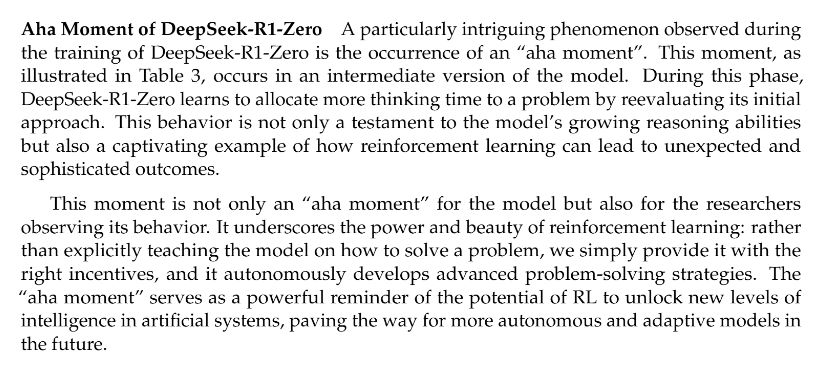 Aha Moment of DeepSeek-R1-Zero A particularly intriguing phenomenon observed during
the training of DeepSeek-R1-Zero is the occurrence of an “aha moment”. This moment, as
illustrated in Table 3, occurs in an intermediate version of the model. During this phase,
DeepSeek-R1-Zero learns to allocate more thinking time to a problem by reevaluating its initial
approach. This behavior is not only a testament to the model’s growing reasoning abilities
but also a captivating example of how reinforcement learning can lead to unexpected and
sophisticated outcomes.
This moment is not only an “aha moment” for the model but also for the researchers
observing its behavior. It underscores the power and beauty of reinforcement learning: rather
than explicitly teaching the model on how to solve a problem, we simply provide it with the
right incentives, and it autonomously develops advanced problem-solving strategies. The
“aha moment” serves as a powerful reminder of the potential of RL to unlock new levels of
intelligence in artificial systems, paving the way for more autonomous and adaptive models in
the future.